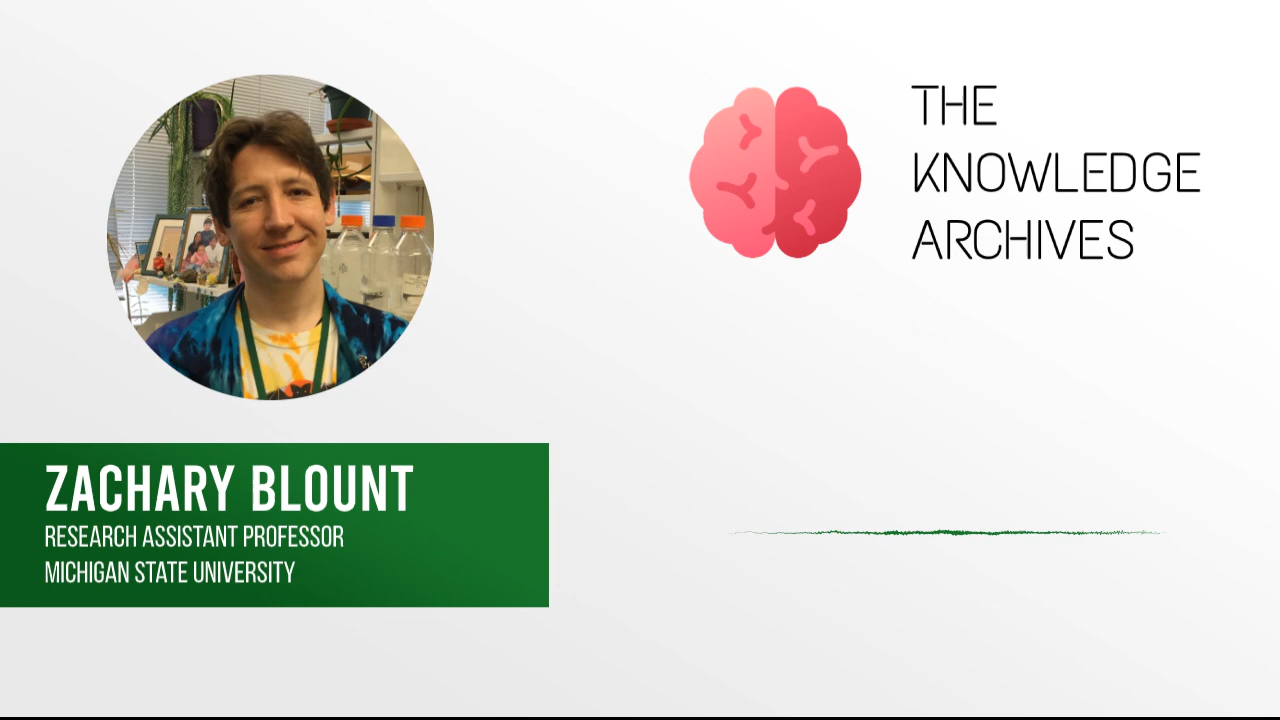 THE
KNOWLEDGE
ARCHIVES
ZACHARY BLOUNT
RESEARCH ASSISTANT PROFESSOR
MICHIGAN STATE UNIVERSITY